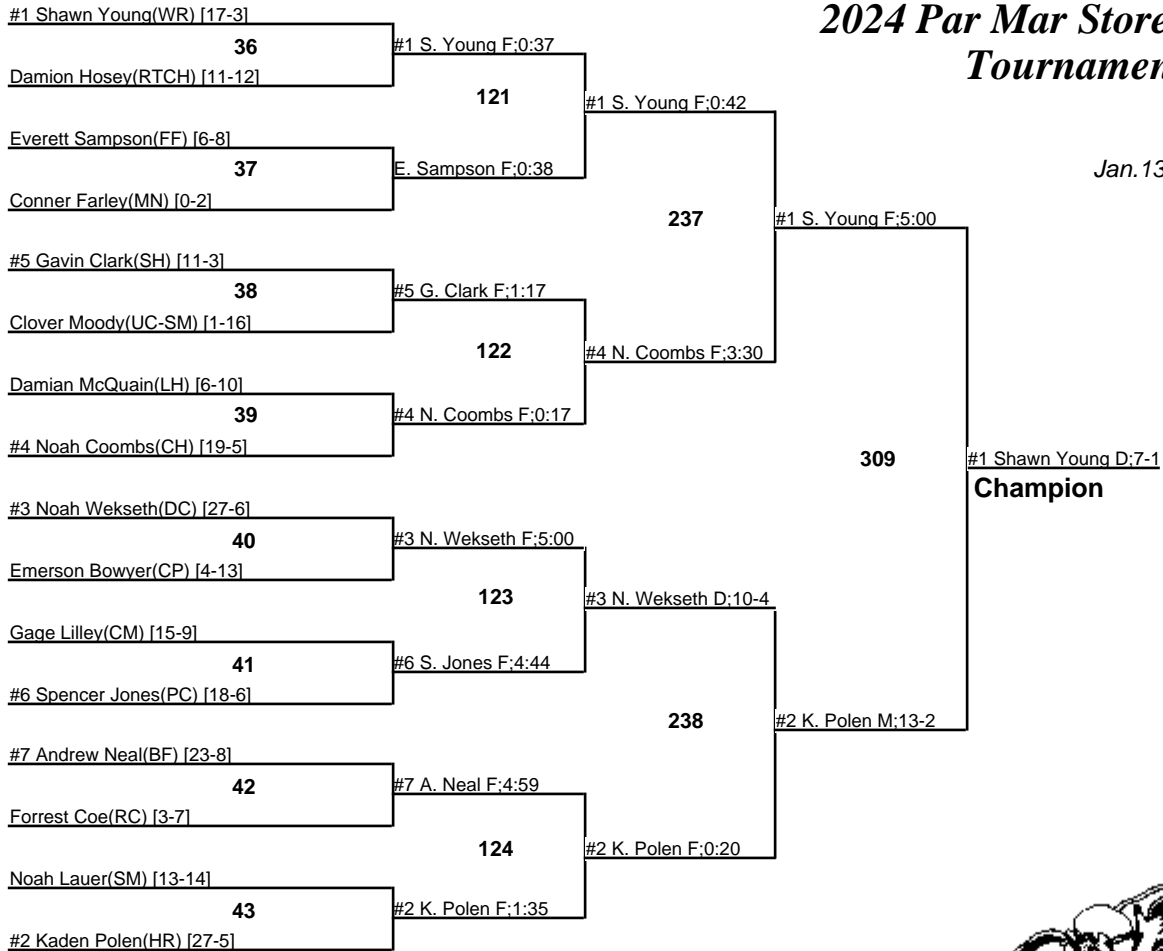 2024 Par Mar Store
Tournamen
Jan.13
#1 Shawn Young(WR) [17-3]
36
Damion Hosey(RTCH) [11-12]
Everett Sampson(FF) [6-8]
37
Conner Farley(MN) [0-2]
#5 Gavin Clark(SH) [11-3]
38
Clover Moody(UC-SM) [1-16]
Damian McQuain(LH) [6-10]
39
#4 Noah Coombs(CH) [19-5]
#3 Noah Wekseth(DC) [27-6]
40
Emerson Bowyer(CP) [4-13]
Gage Lilley(CM) [15-9]
41
#6 Spencer Jones(PC) [18-6]
#7 Andrew Neal(BF) [23-8]
42
Forrest Coe(RC) [3-7]
Noah Lauer(SM) [13-14]
43
#2 Kaden Polen(HR) [27-5]
#1 S. Young F;0:37
121
E. Sampson F;0:38
#5 G. Clark F;1:17
122
#4 N. Coombs F;0:17
#3 N. Wekseth F;5:00
123
#6 S. Jones F;4:44
#7 A. Neal F;4:59
124
#2 K. Polen F;1:35
#1 S. Young F;0:42
237
#4 N. Coombs F;3:30
#3 N. Wekseth D;10-4
238
#2 K. Polen F;0:20
#1 S. Young F;5:00
309
#2 K. Polen M;13-2
#1 Shawn Young D;7-1
Champion